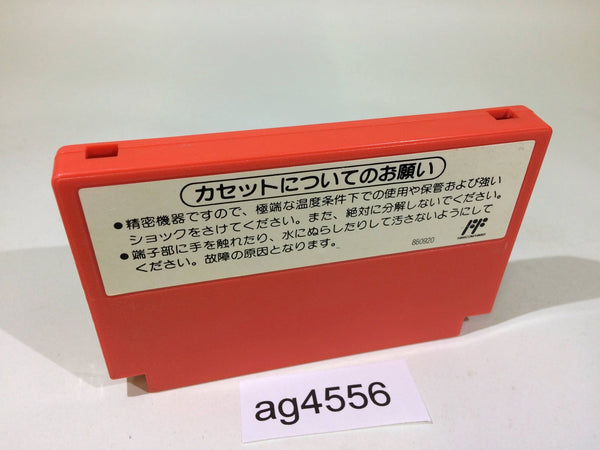 カセットについてのお願い
●精密機器ですので、極端な温度条件下での使用や保管および強い
ショックをさけてください。また、絶対に分解しないでください。
●端子部に手を触れたり、水にぬらしたりして汚さないようにして
ください。故障の原因となります。
860920
ag4556